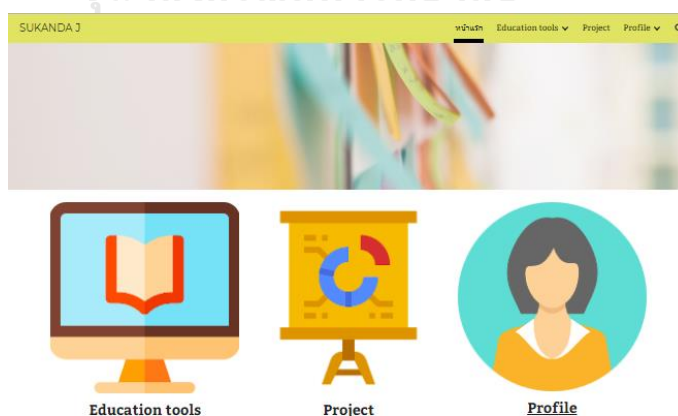 SUKANDA J
หน้าแรก Education tools Project Profile
Education tools Project Profile